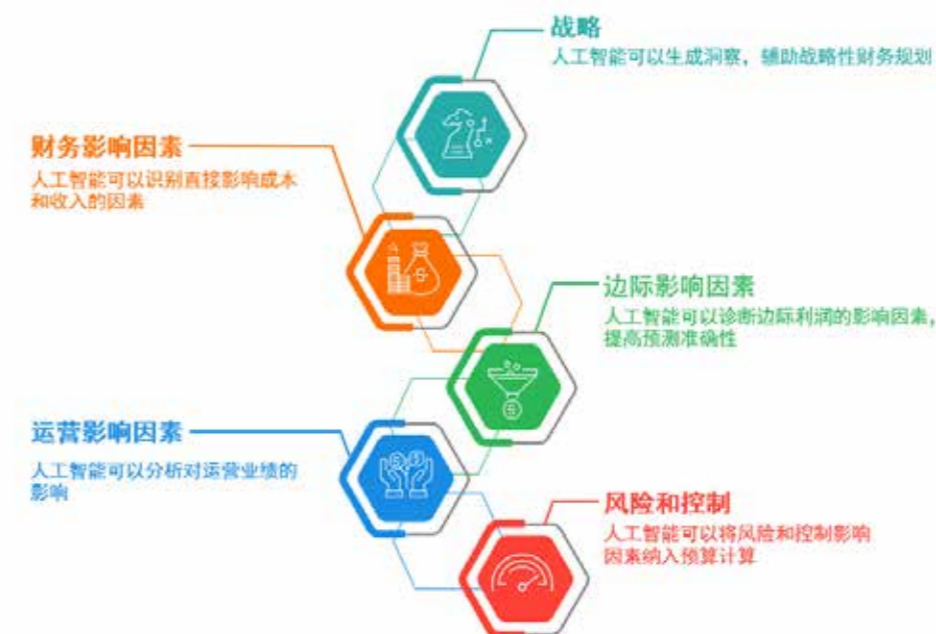 战略
人工智能可以生成洞察，辅助战略性财务规划
财务影响因素
人工智能可以识别直接影响成本
和收入的因素
边际影响因素
人工智能可以诊断边际利润的影响因素，
提高预测准确性
运营影响因素
人工智能可以分析对运营业绩的
影响
风险和控制
人工智能可以将风险和控制影响
因素纳入预算计算